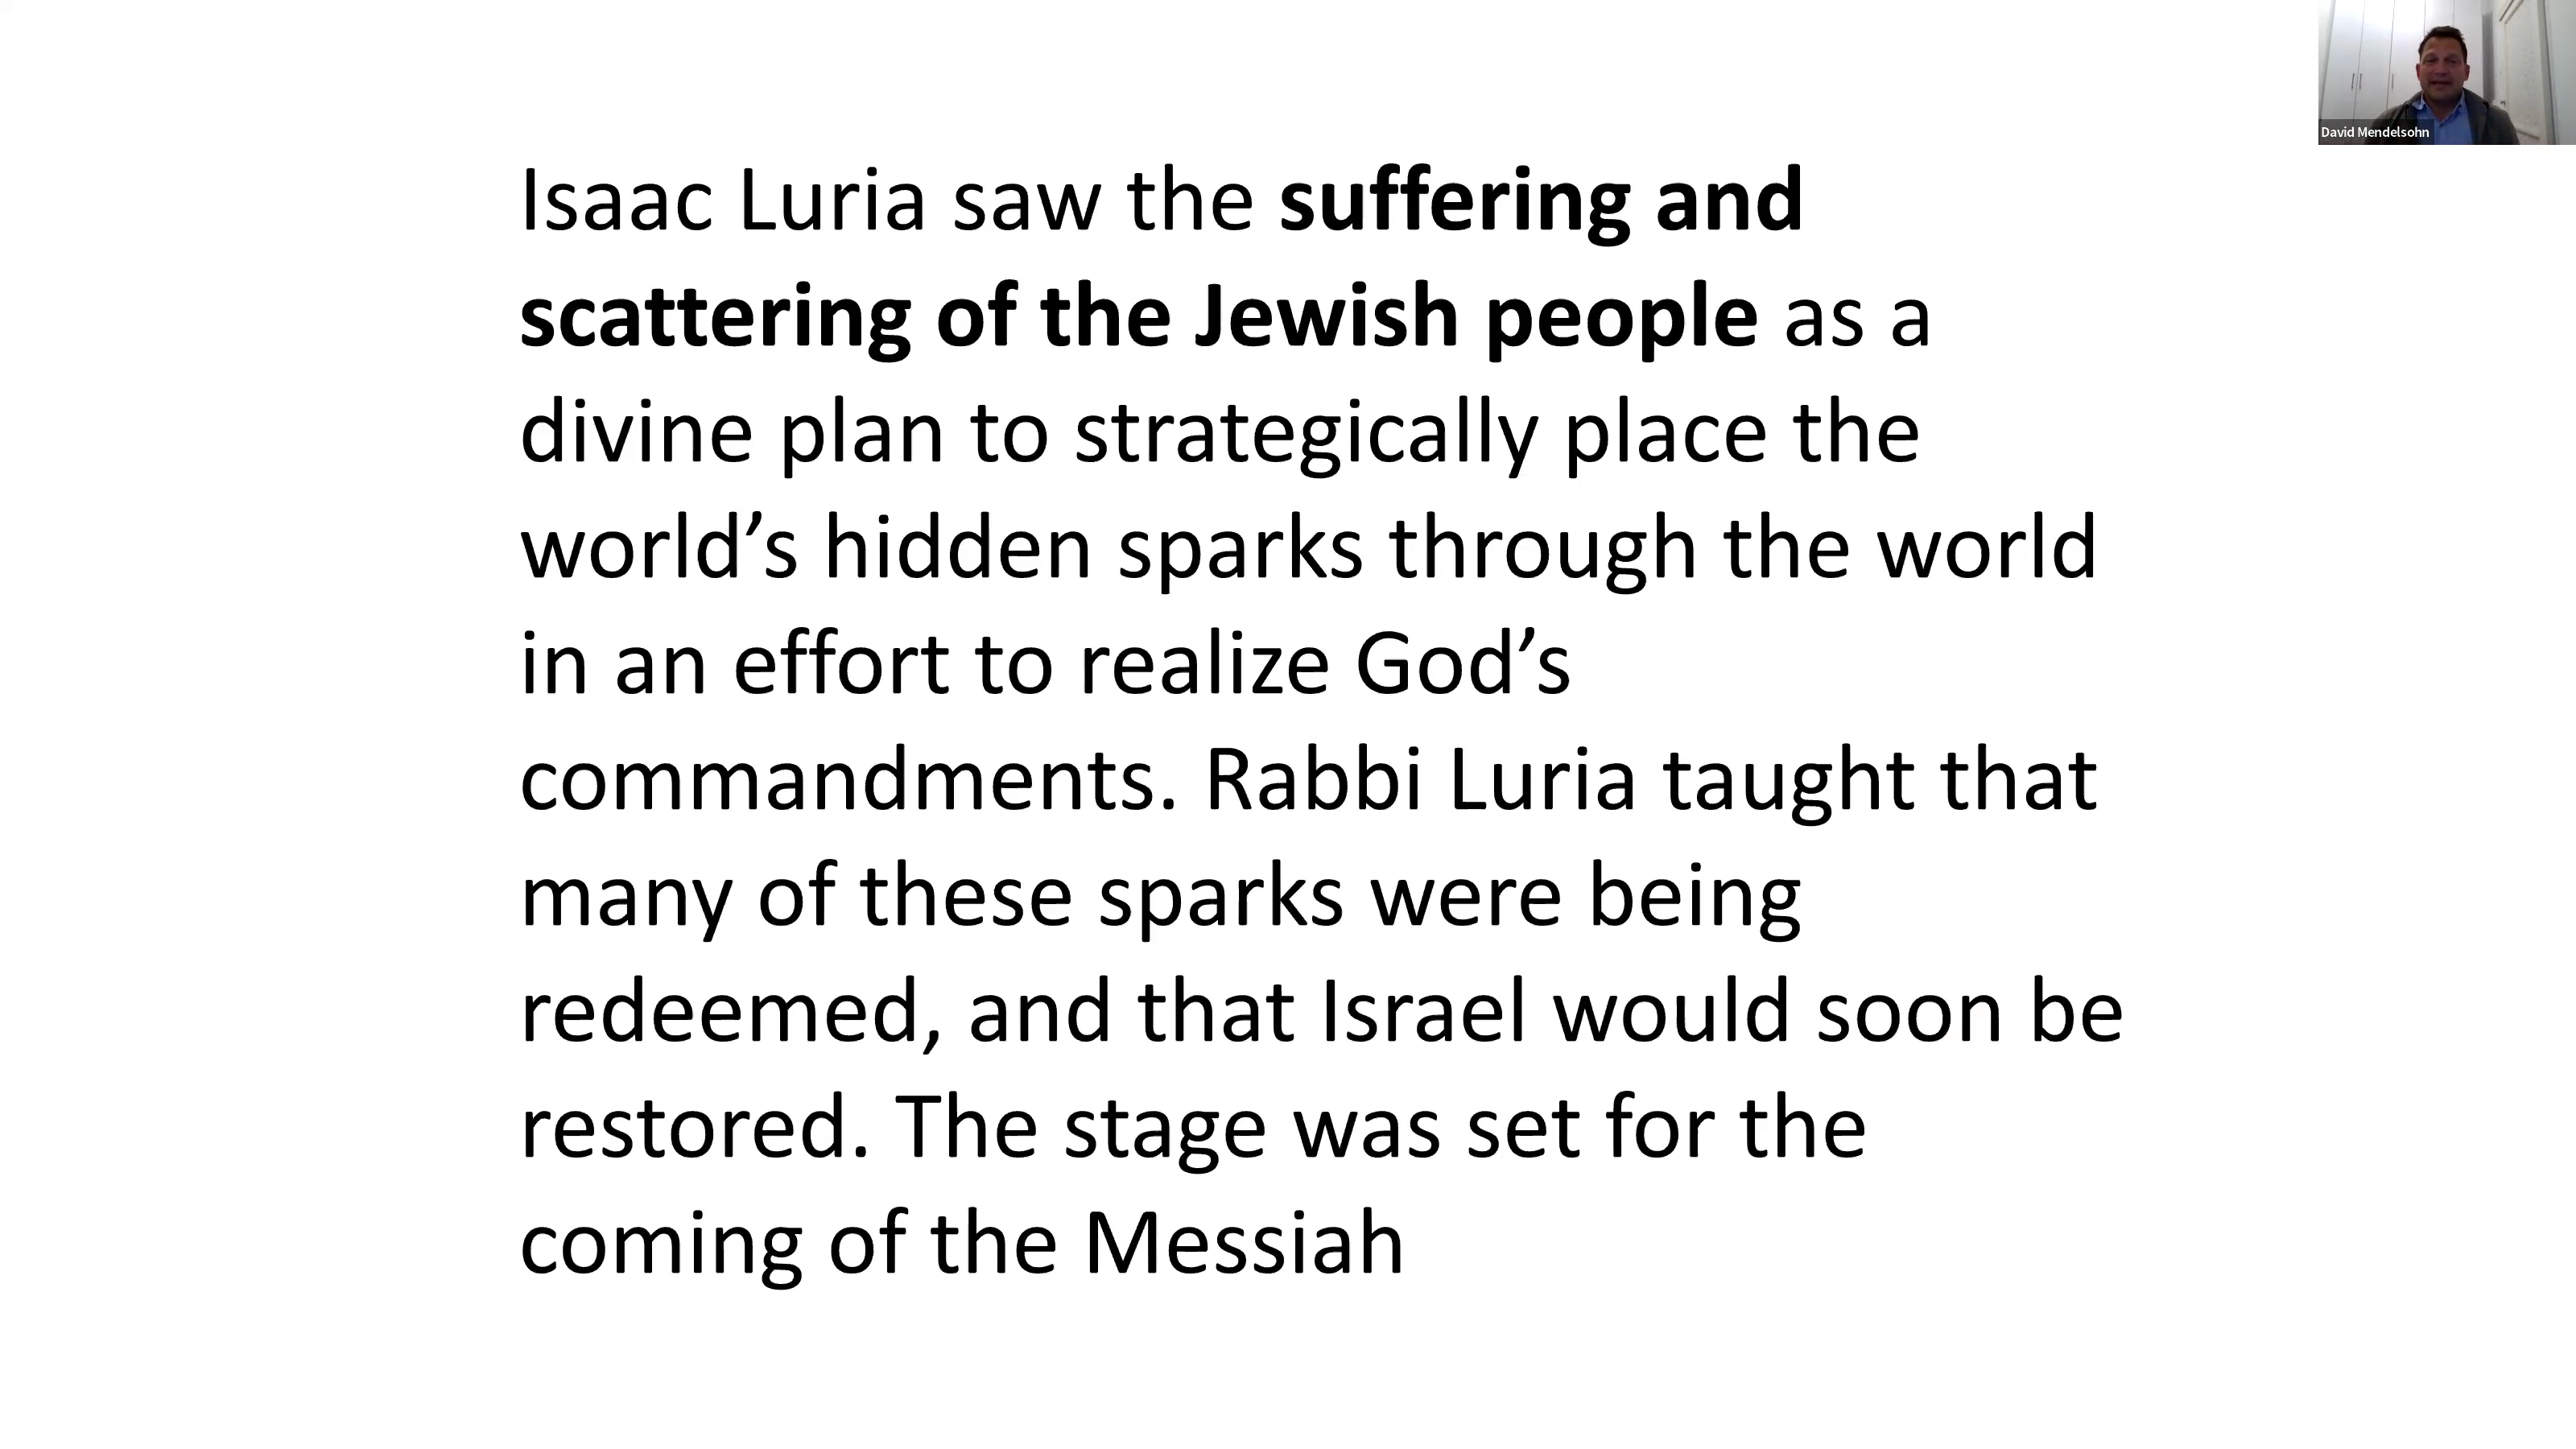 David Mendelsohn
Isaac Luria saw the suffering and
scattering of the Jewish people as a
divine plan to strategically place the
world’s hidden sparks through the world
in an effort to realize God’s
commandments. Rabbi Luria taught that
many of these sparks were being
redeemed, and that Israel would soon be
restored. The stage was set for the
coming of the Messiah